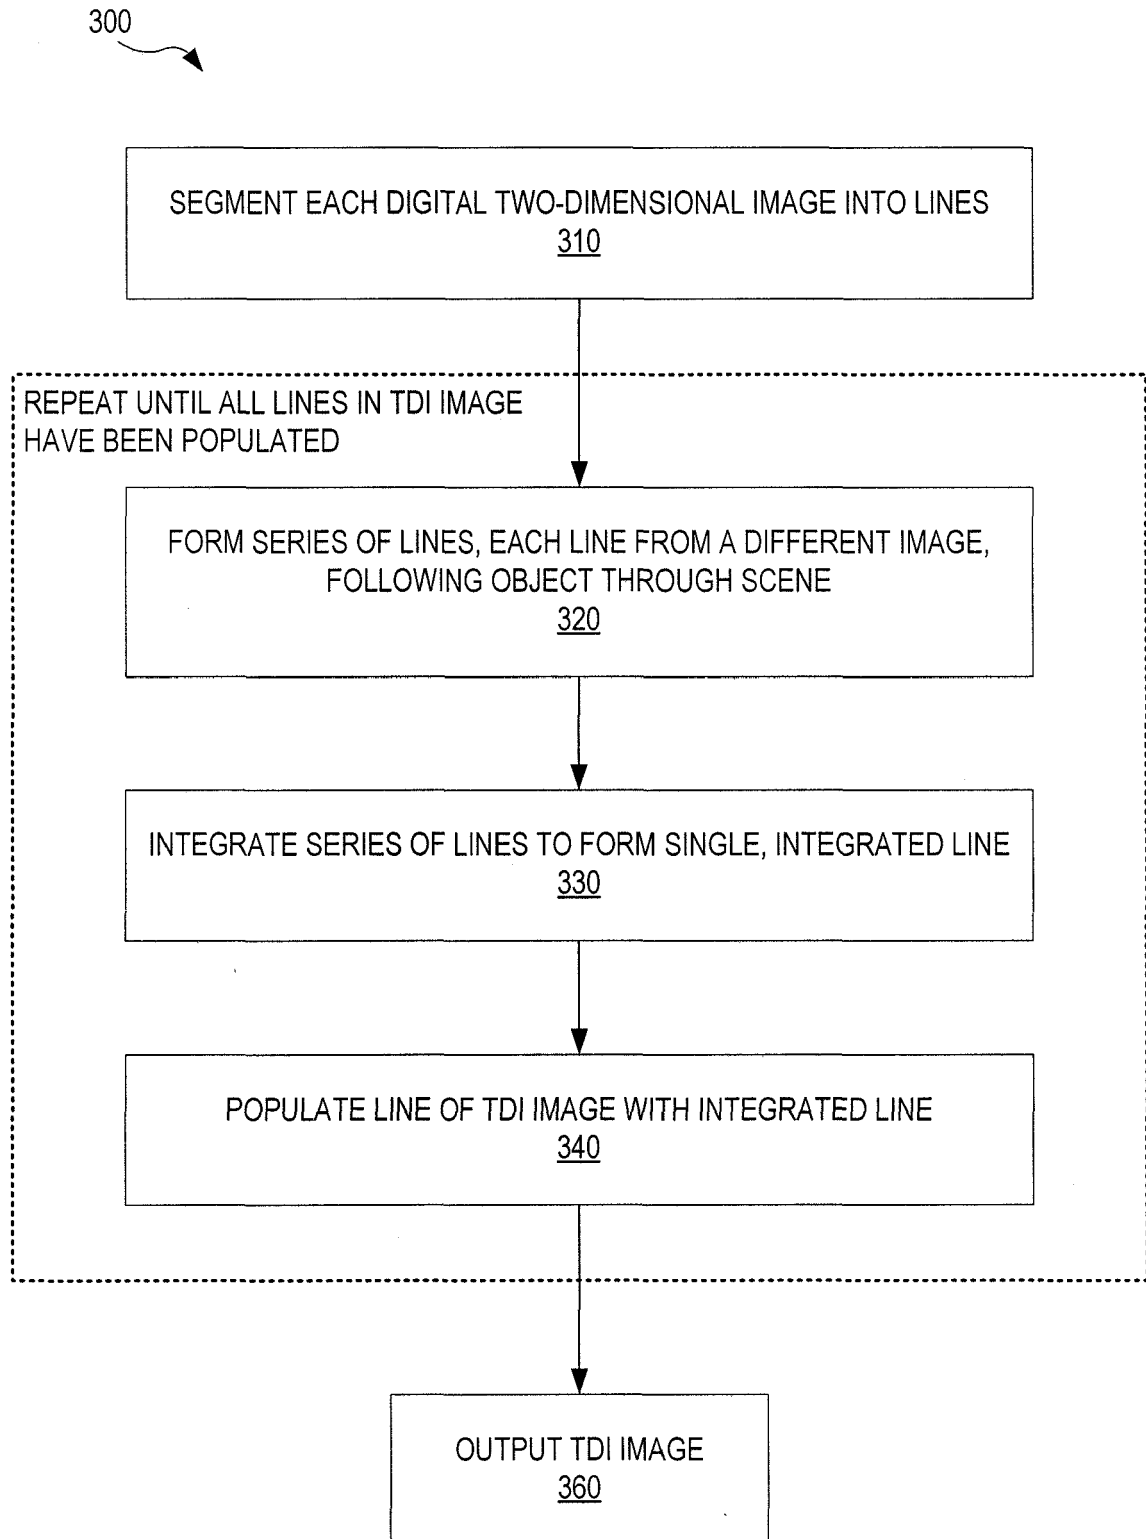 300
SEGMENT EACH DIGITAL TWO-DIMENSIONAL IMAGE INTO LINES
310
REPEAT UNTIL ALL LINES IN TDI IMAGE
HAVE BEEN POPULATED
FORM SERIES OF LINES, EACH LINE FROM A DIFFERENT IMAGE,
FOLLOWING OBJECT THROUGH SCENE
320
INTEGRATE SERIES OF LINES TO FORM SINGLE, INTEGRATED LINE
330
POPULATE LINE OF TDI IMAGE WITH INTEGRATED LINE
340
OUTPUT TDI IMAGE
360